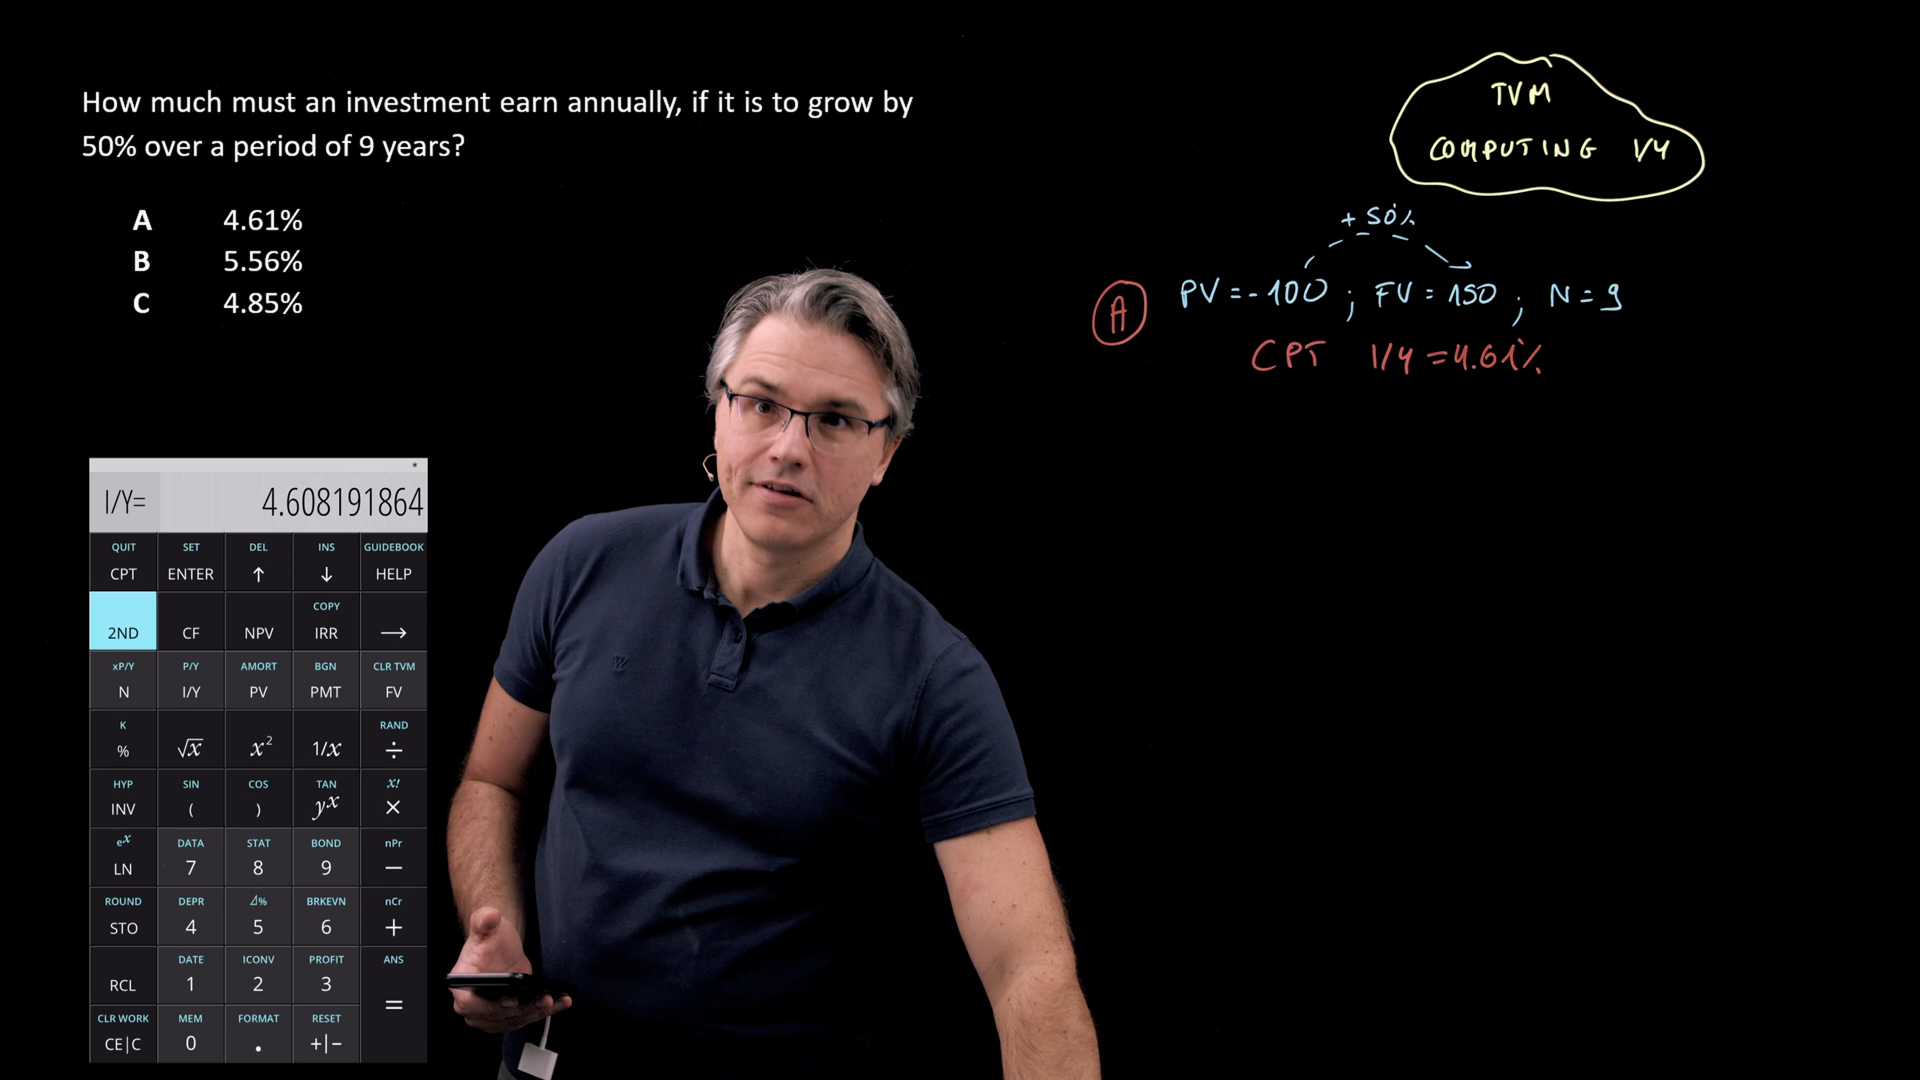 How much must an investment earn annually, if it is to grow by
50% over a period of 9 years?
A 4.61%
B 5.56%
C 4.85%
TVM
COMPUTING I/Y
+50%
A PV = -100 ; FV = 150 ; N = 9
CPT I/Y = 4.61%
I/Y= 4.608191864
QUIT SET DEL INS GUIDEBOOK
CPT ENTER ↑ ↓ HELP
COPY
2ND CF NPV IRR →
xP/Y P/Y AMORT BGN CLR TVM
N I/Y PV PMT FV
K RAND
% √x x² 1/x ÷
HYP SIN COS TAN x!
INV ( ) yˣ ×
eˣ DATA STAT BOND nPr
LN 7 8 9 −
ROUND DEPR ⊿% BRKEVN nCr
STO 4 5 6 +
DATE ICONV PROFIT ANS
RCL 1 2 3 =
CLR WORK MEM FORMAT RESET
CE|C 0 . +|−